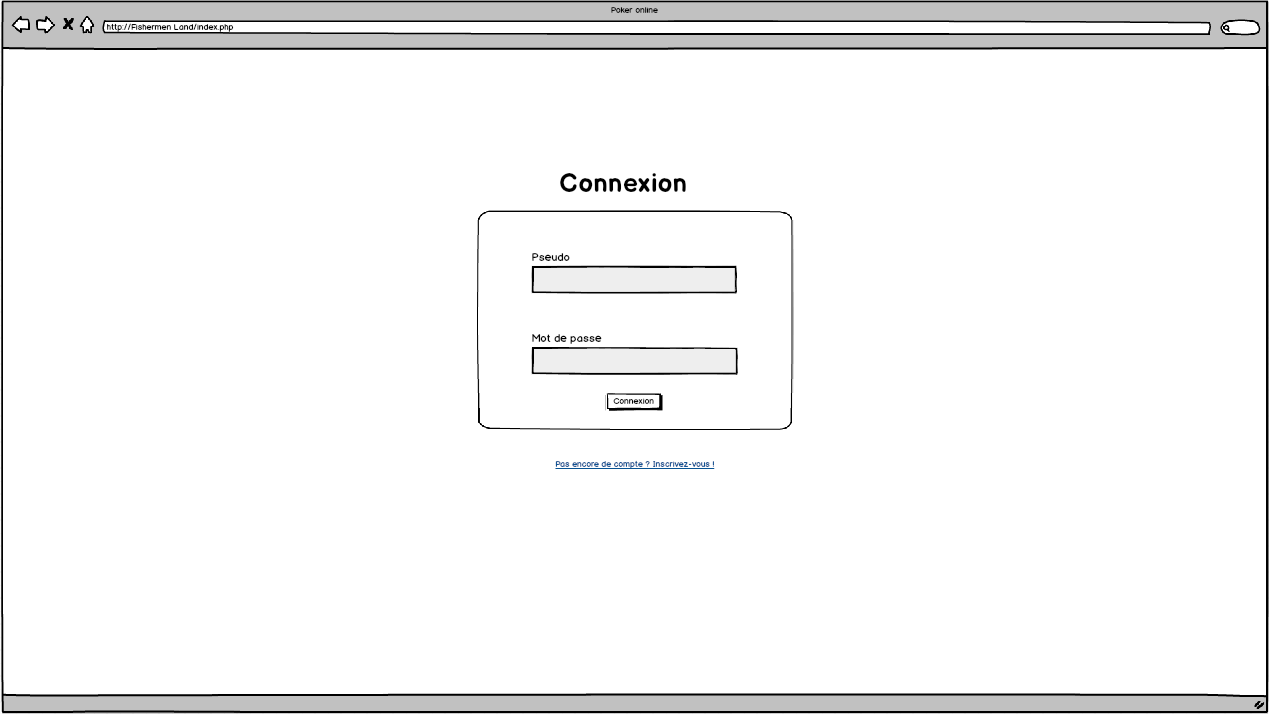 Poker online
http://Fishermen Land/index.php
Connexion
Pseudo
Mot de passe
Connexion
Pas encore de compte ? Inscrivez-vous !